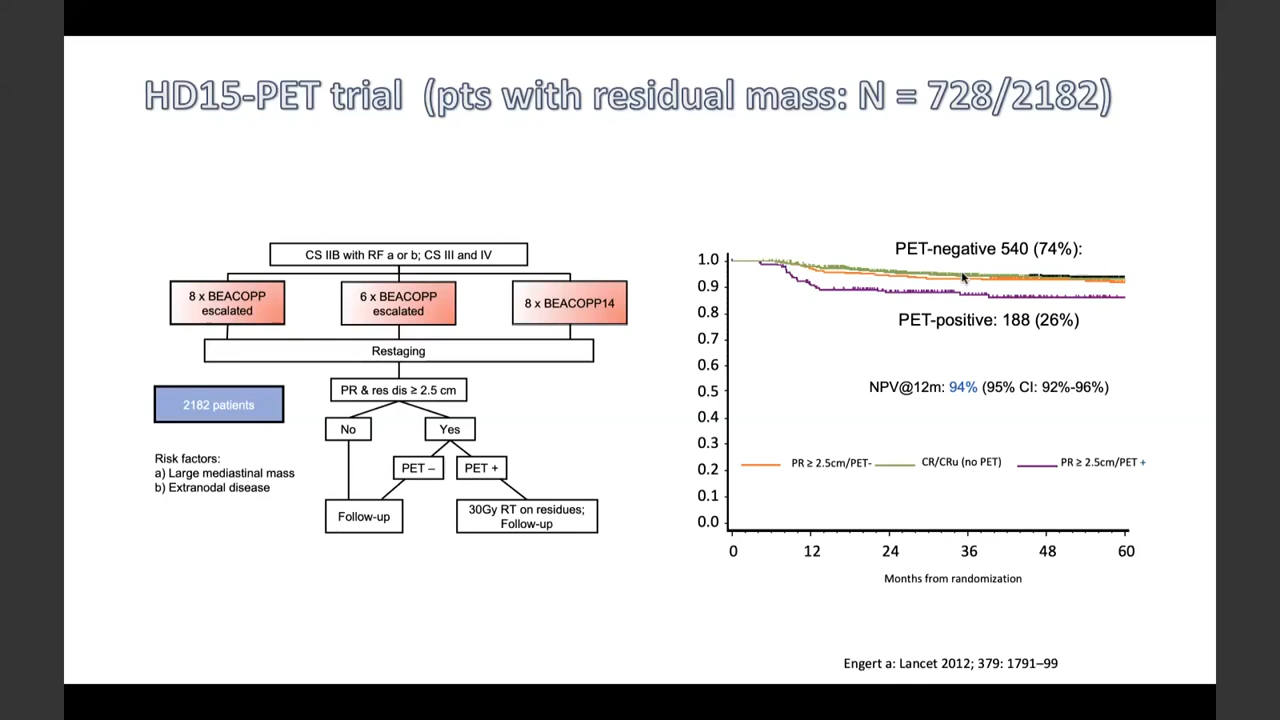 HD15-PET trial (pts with residual mass: N = 728/2182)
CS IIB with RF a or b; CS III and IV
8 x BEACOPP
escalated
6 x BEACOPP
escalated
8 x BEACOPP14
Restaging
PR & res dis ≥ 2.5 cm
2182 patients
No
Yes
Risk factors:
a) Large mediastinal mass
b) Extranodal disease
PET –
PET +
Follow-up
30Gy RT on residues;
Follow-up
PET-negative 540 (74%):
1.0
0.9
0.8
0.7
0.6
0.5
0.4
0.3
0.2
0.1
0.0
PET-positive: 188 (26%)
NPV@12m: 94% (95% CI: 92%-96%)
PR ≥ 2.5cm/PET-
CR/CRu (no PET)
PR ≥ 2.5cm/PET +
0 12 24 36 48 60
Months from randomization
Engert a: Lancet 2012; 379: 1791–99